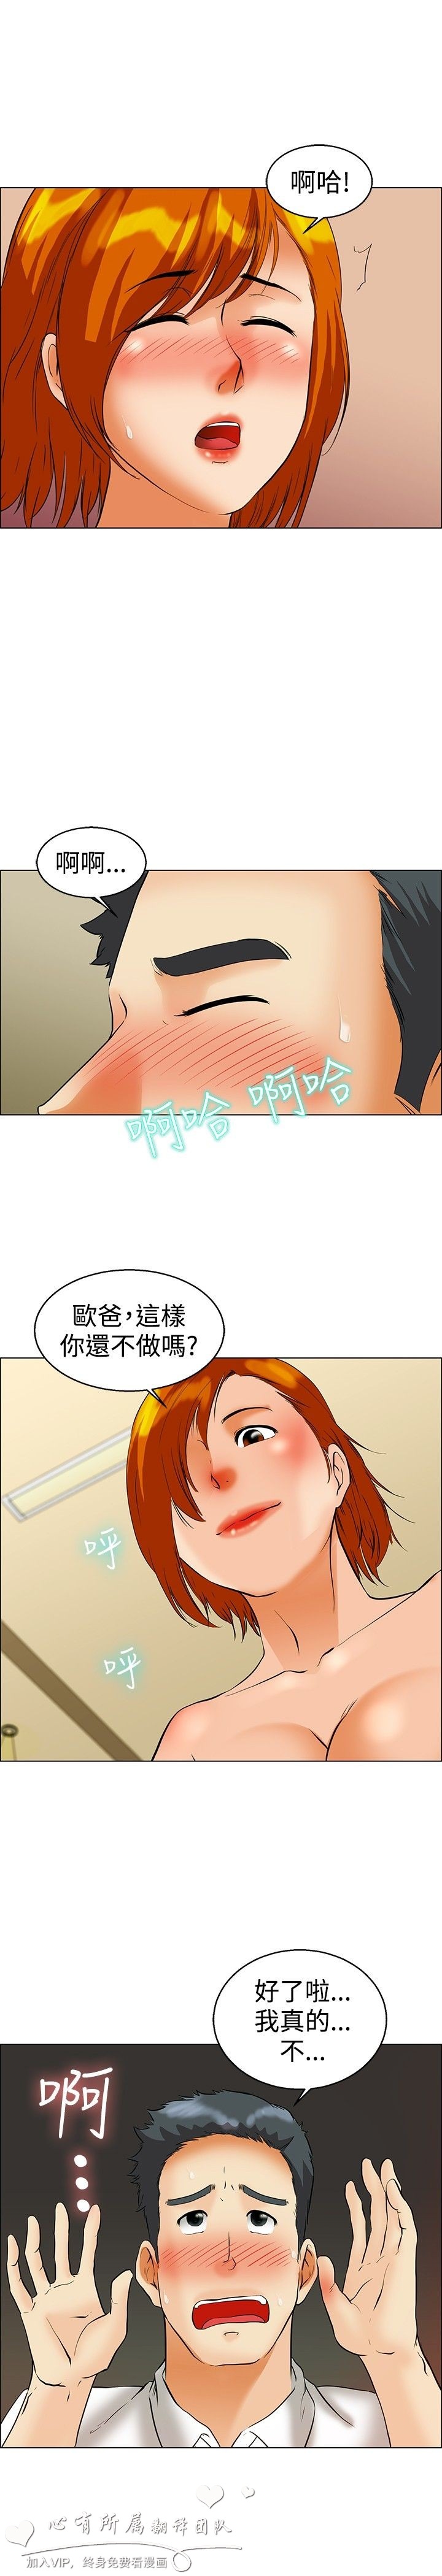 啊哈!
啊啊...
啊哈 啊哈
歐爸,這樣
你還不做嗎?
呼
呼
好了啦...
我真的...
不...
啊...
心有所属翻译团队
加入VIP，终身免费看漫画